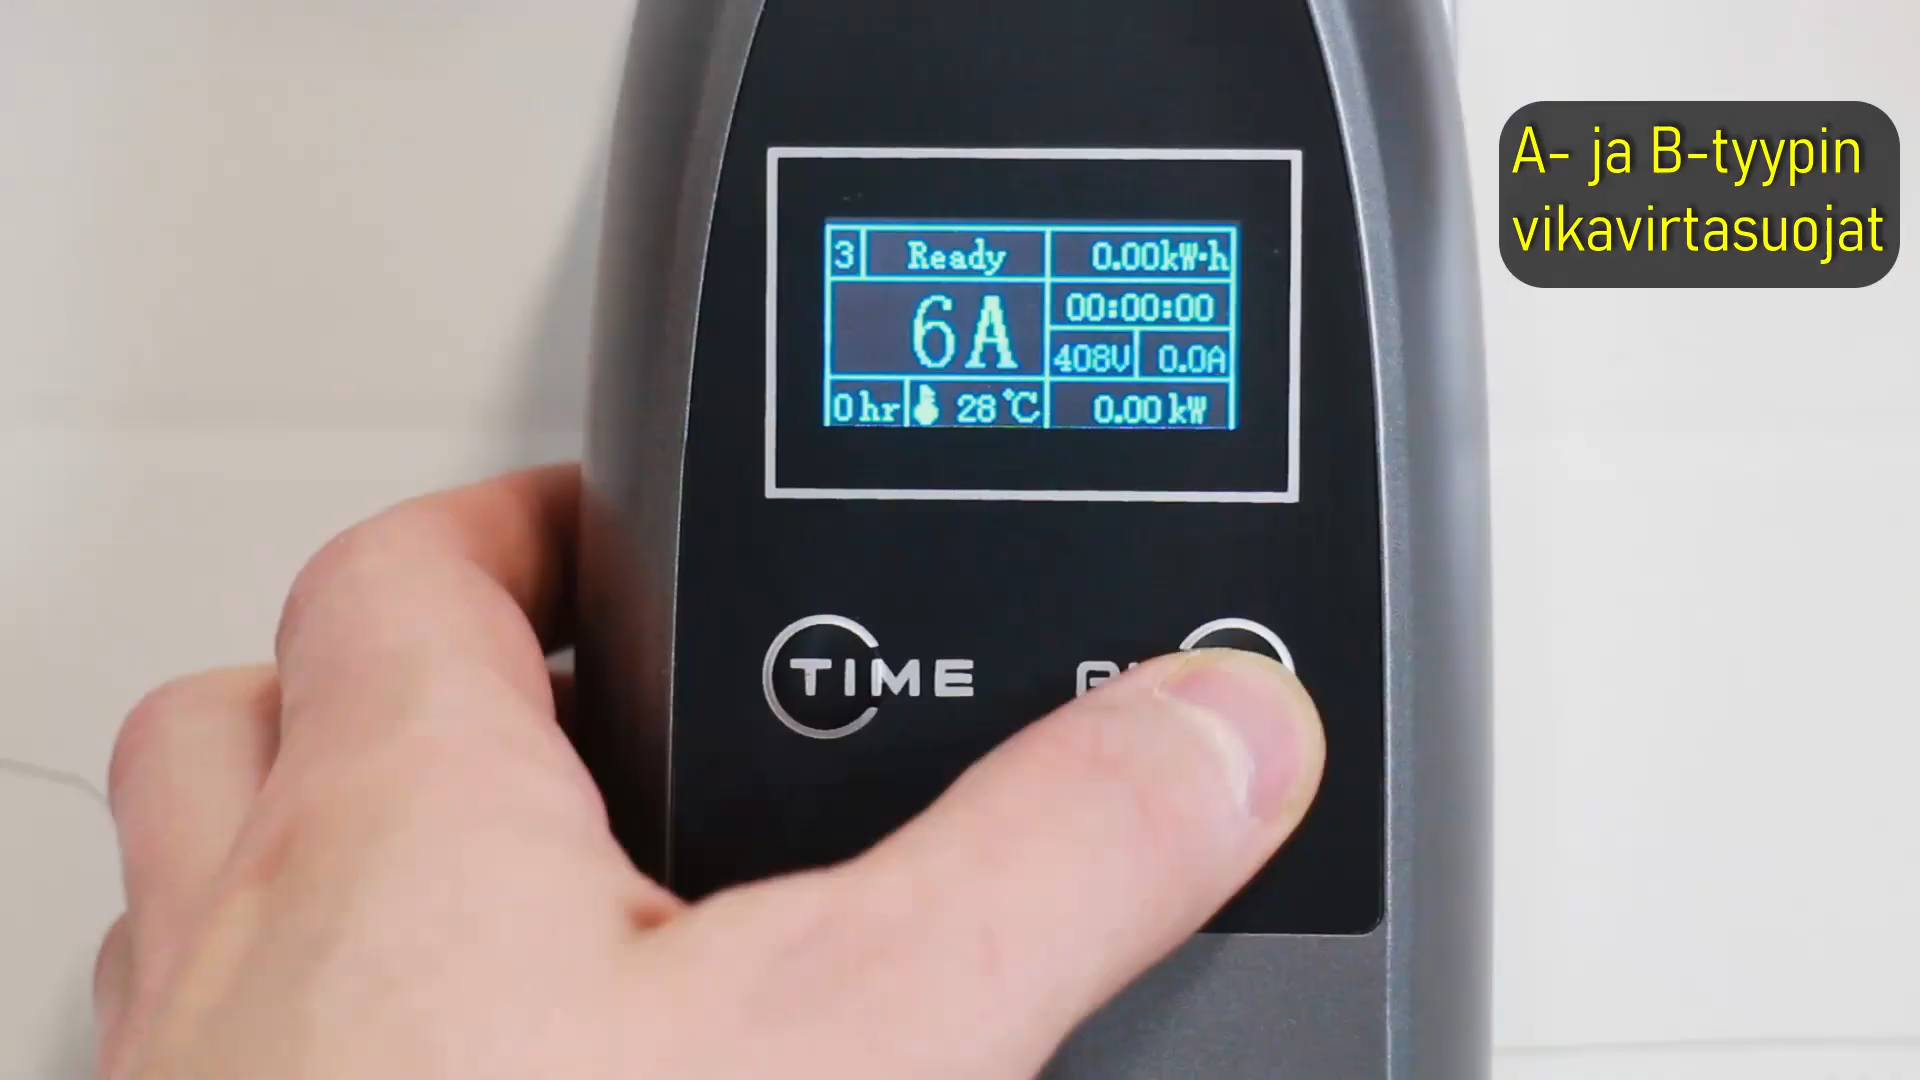 A- ja B-tyypin
vikavirtasuojat
3 Ready 0.00kW·h
6A
00:00:00
408V 0.0A
0hr 28℃ 0.00kW
TIME